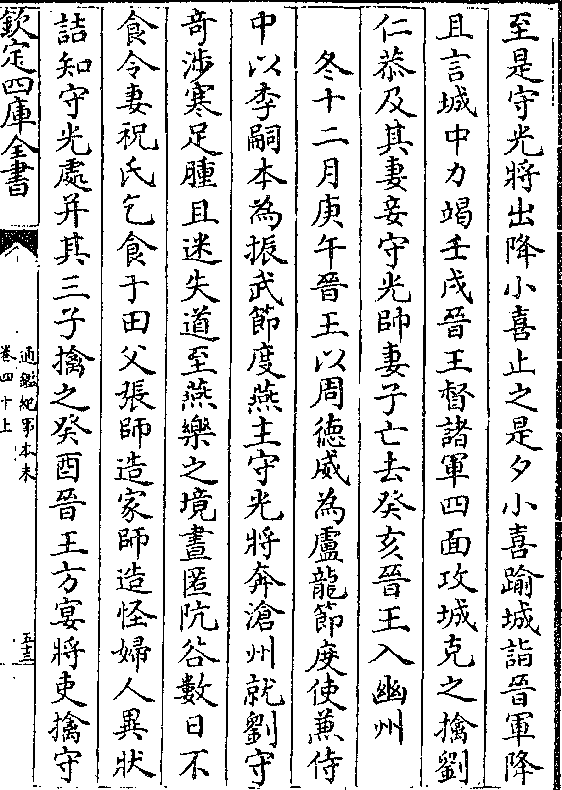 至是守光將出降小喜止之是夕小喜踰城詣晉軍降
且言城中力竭壬戌晉王督諸軍四面攻城克之擒劉
仁恭及其妻妾守光帥妻子亡去癸亥晉王入幽州
冬十二月庚午晉王以周德威為盧龍節度使兼侍
中以李嗣本為振武節度燕主守光將奔滄州就劉守
奇涉寒足腫且迷失道至燕樂之境晝匿阬谷數日不
食令妻祝氏乞食于田父張師造家師造怪婦人異狀
詰知守光處并其三子擒之癸酉晉王方宴將吏擒守
欽定四庫全書
通鑑紀事本末
卷四十上
五十三